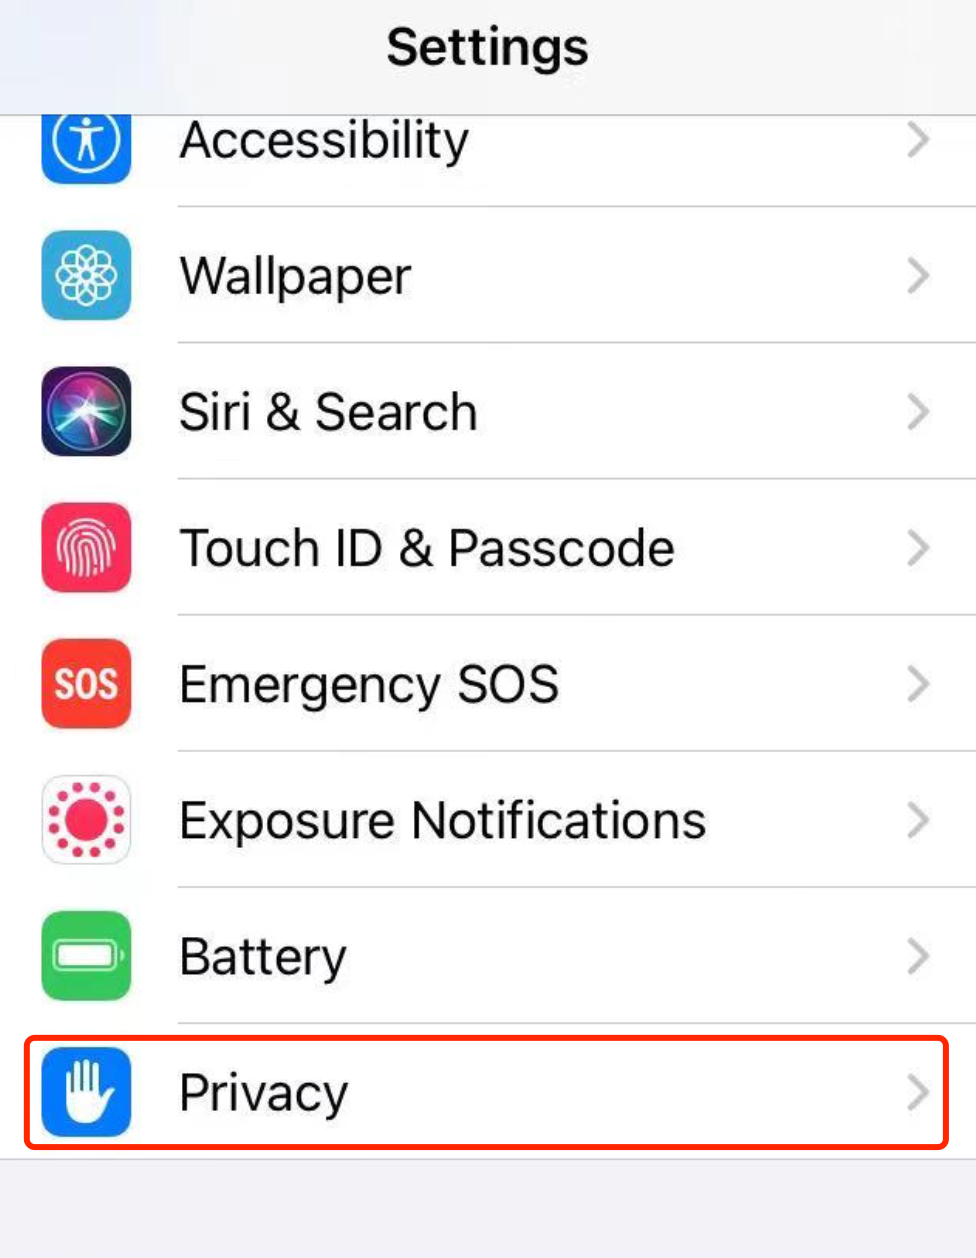 Settings
Accessibility
Wallpaper
Siri & Search
Touch ID & Passcode
SOS Emergency SOS
Exposure Notifications
Battery
Privacy